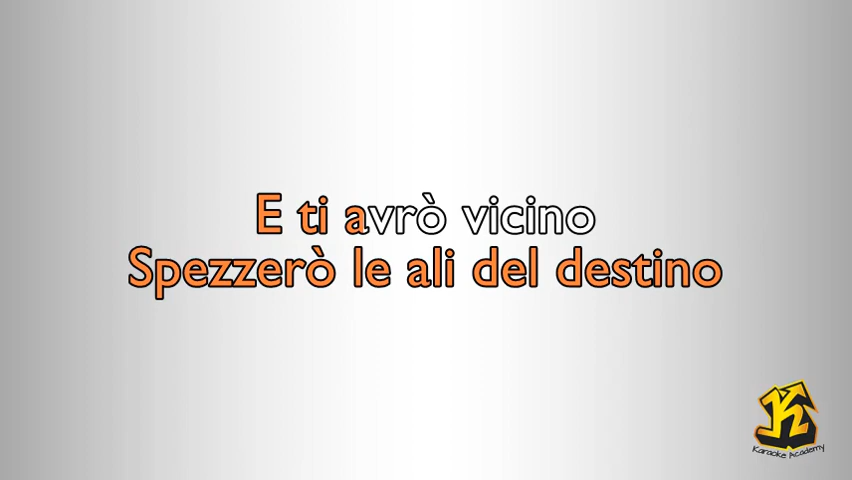 E ti avrò vicino
Spezzerò le ali del destino
K
Karaoke Academy